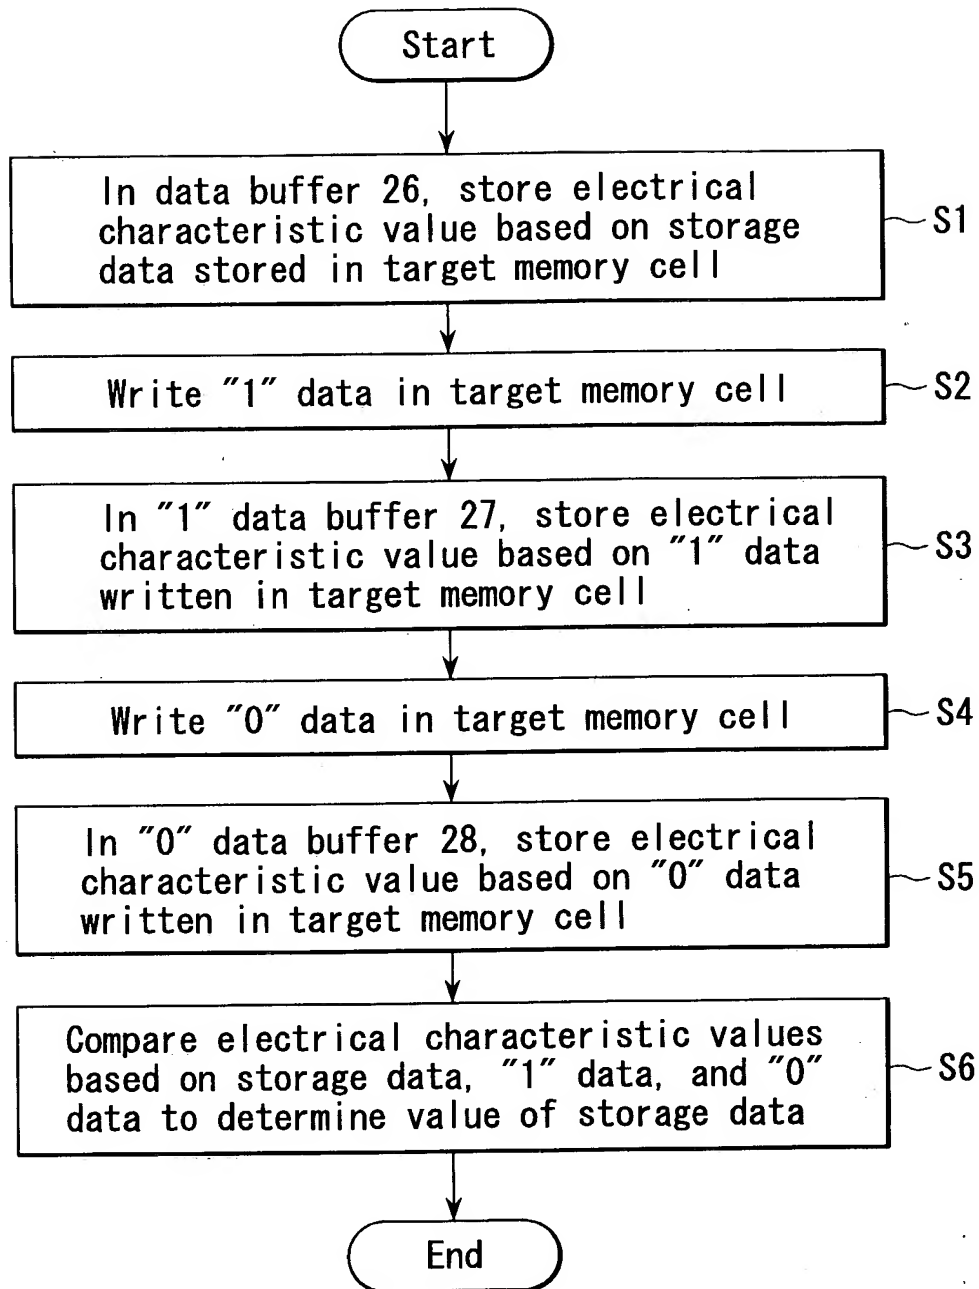 Start
In data buffer 26, store electrical
characteristic value based on storage
data stored in target memory cell
S1
Write "1" data in target memory cell
S2
In "1" data buffer 27, store electrical
characteristic value based on "1" data
written in target memory cell
S3
Write "0" data in target memory cell
S4
In "0" data buffer 28, store electrical
characteristic value based on "0" data
written in target memory cell
S5
Compare electrical characteristic values
based on storage data, "1" data, and "0"
data to determine value of storage data
S6
End